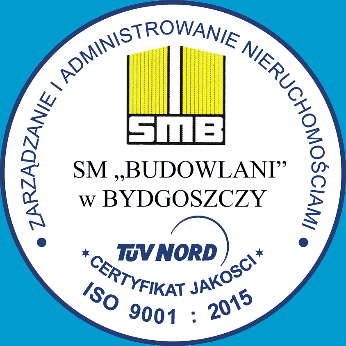 ZARZĄDZANIE I ADMINISTROWANIE NIERUCHOMOŚCIAMI
SMB
SM „BUDOWLANI”
w BYDGOSZCZY
TÜV NORD
* CERTYFIKAT JAKOŚCI *
ISO 9001 : 2015